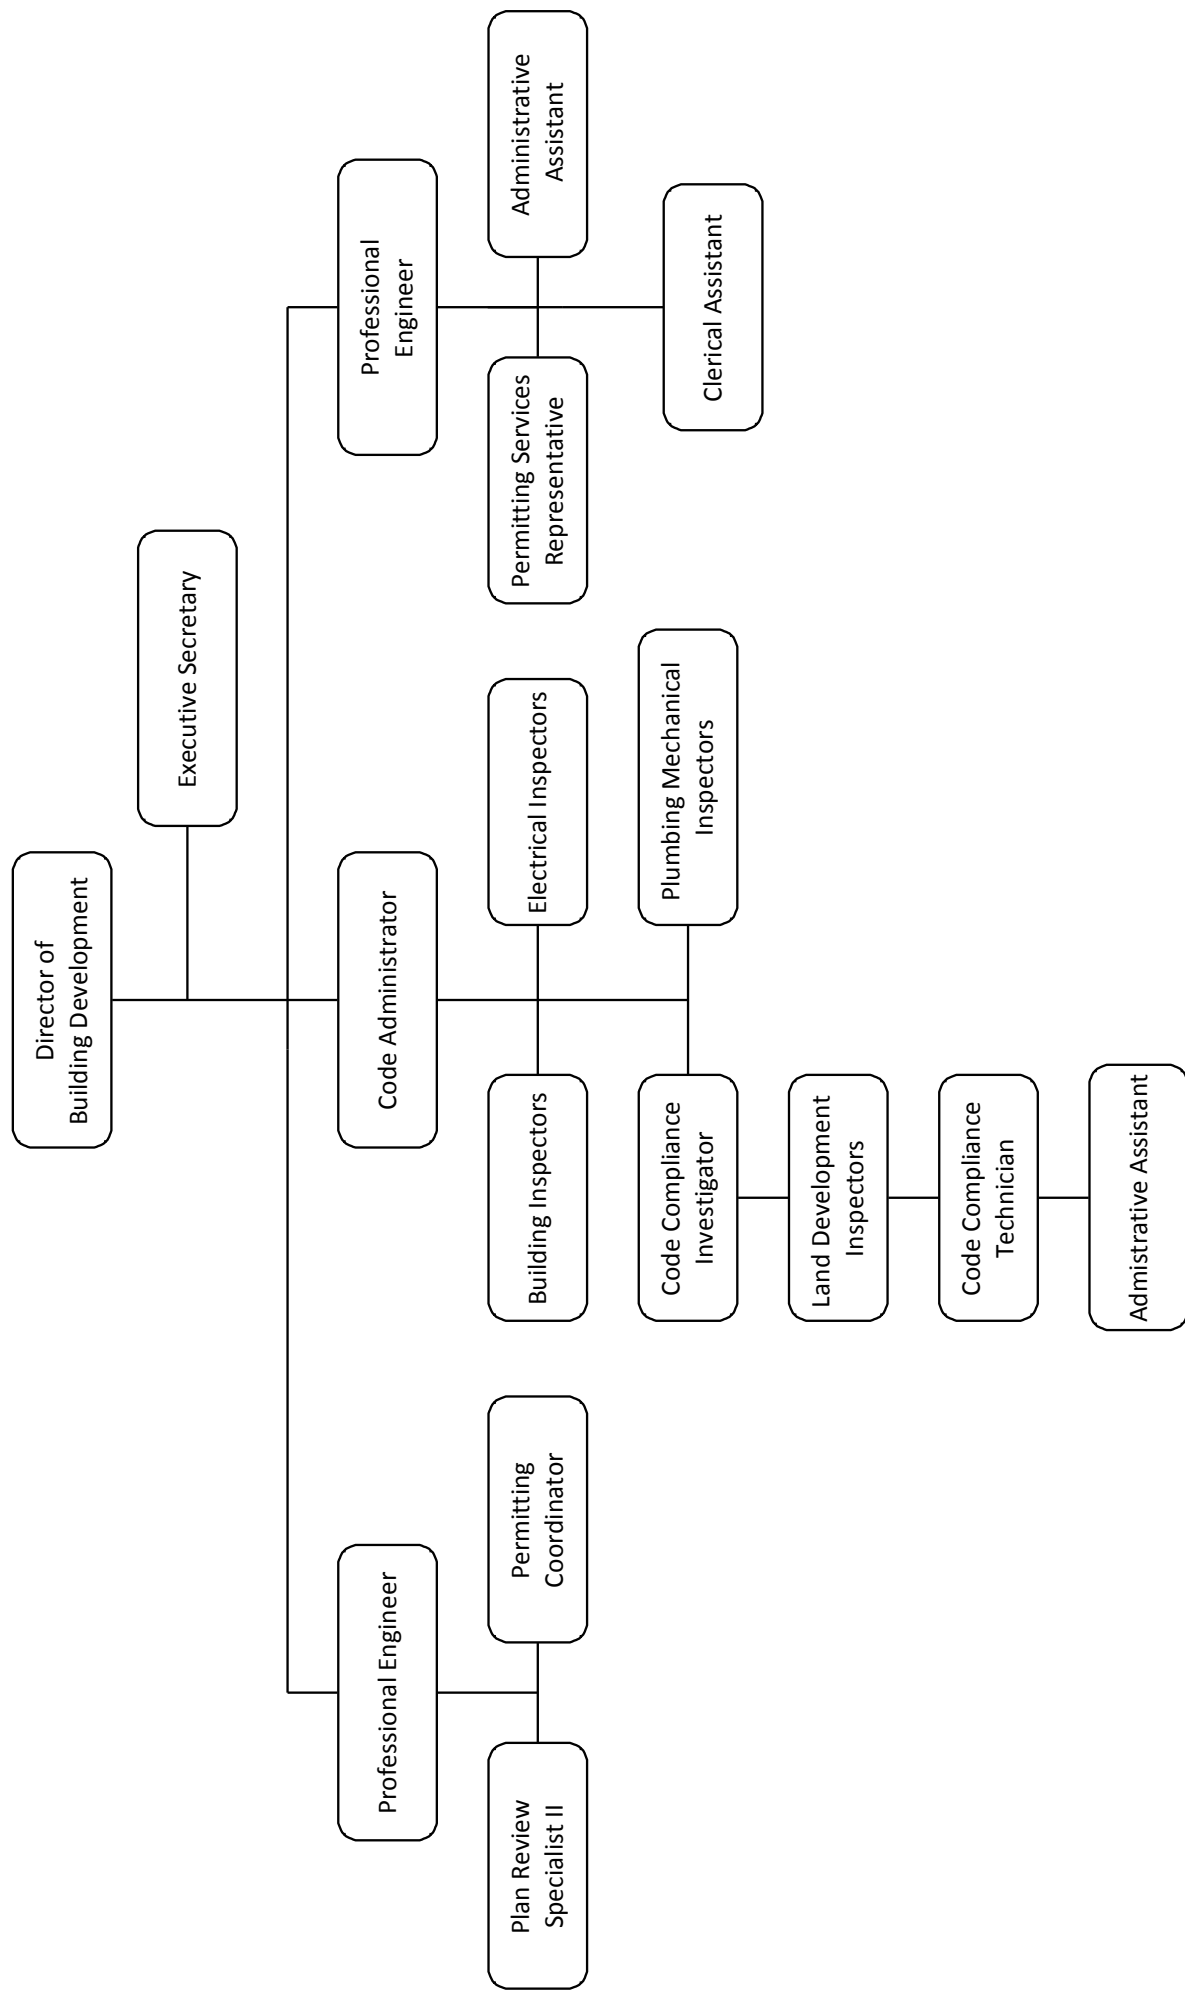 Director of
Building Development
Executive Secretary
Professional Engineer
Code Administrator
Professional
Engineer
Plan Review
Specialist II
Permitting
Coordinator
Building Inspectors
Electrical Inspectors
Permitting Services
Representative
Administrative
Assistant
Code Compliance
Investigator
Plumbing Mechanical
Inspectors
Clerical Assistant
Land Development
Inspectors
Code Compliance
Technician
Admistrative Assistant